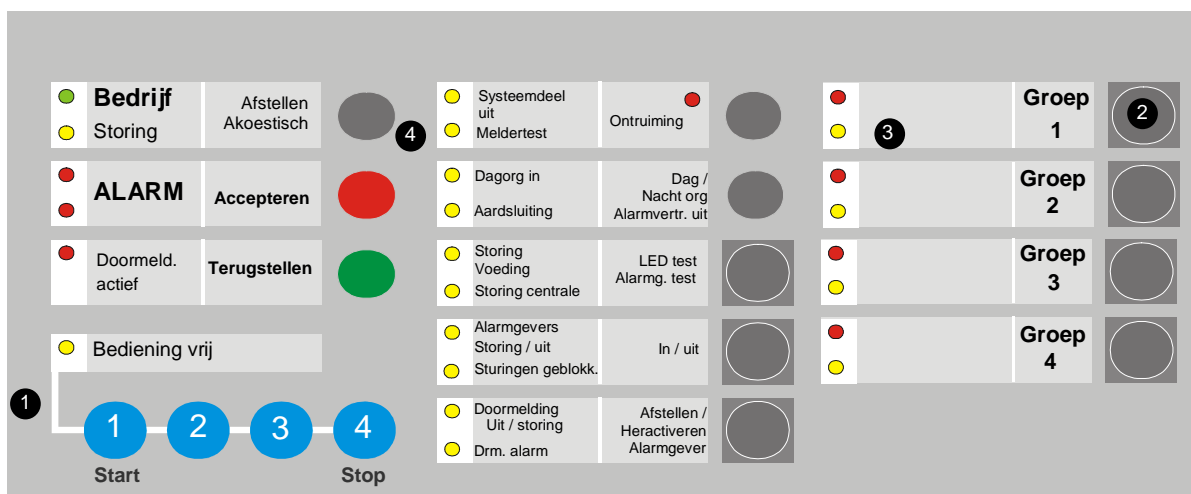 Bedrijf
Storing
Afstellen
Akoestisch
4
ALARM
Accepteren
Doormeld.
actief
Terugstellen
Bediening vrij
1
1
2
3
4
Start
Stop
Systeemdeel
uit
Meldertest
Ontruiming
Dagorg in
Aardsluiting
Dag /
Nacht org
Alarmvertr. uit
Storing
Voeding
Storing centrale
LED test
Alarmg. test
Alarmgevers
Storing / uit
Sturingen geblokk.
In / uit
Doormelding
Uit / storing
Drm. alarm
Afstellen /
Heractiveren
Alarmgever
3
Groep
1
2
Groep
2
Groep
3
Groep
4